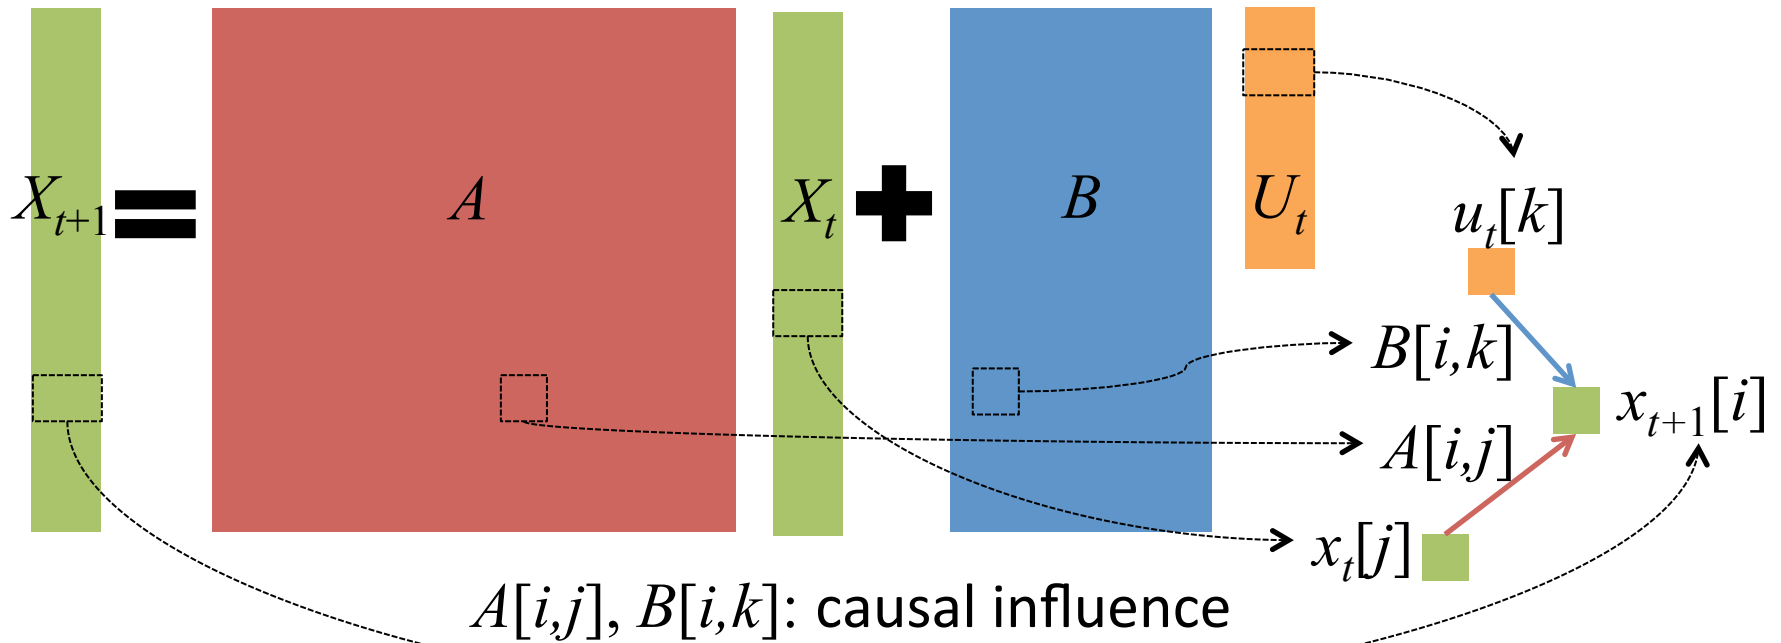 X_{t+1} = A X_t + B U_t
u_t[k]
B[i,k]
x_{t+1}[i]
A[i,j]
x_t[j]
A[i,j], B[i,k]: causal influence